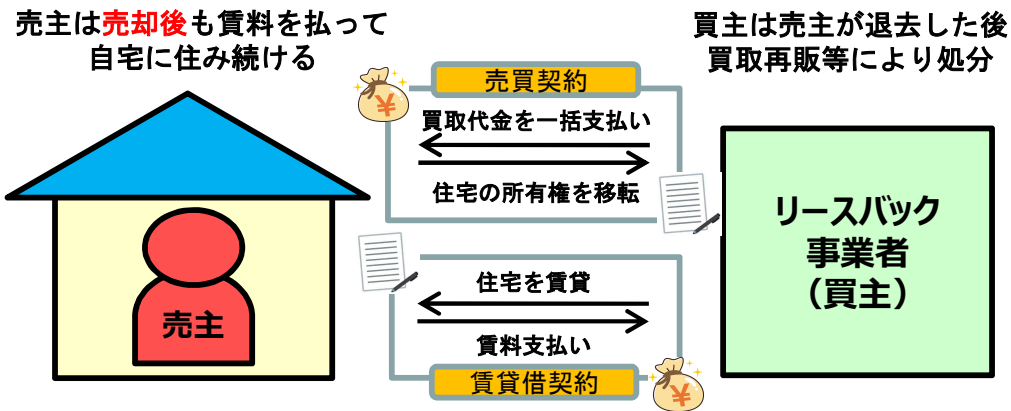 売主は売却後も賃料を払って
自宅に住み続ける
買主は売主が退去した後
買取再販等により処分
売買契約
¥
買取代金を一括支払い
住宅の所有権を移転
リースバック
事業者
（買主）
売主
住宅を賃貸
賃料支払い
賃貸借契約
¥